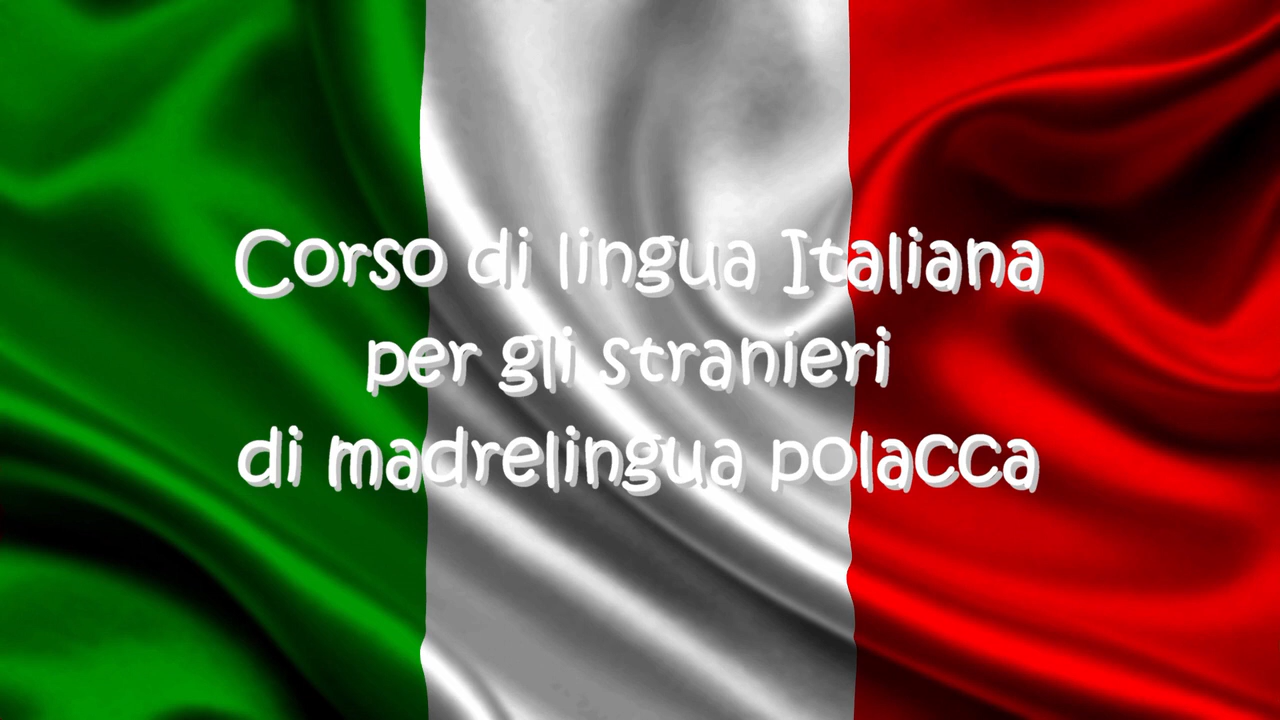 Corso di lingua Italiana
per gli stranieri
di madrelingua polacca